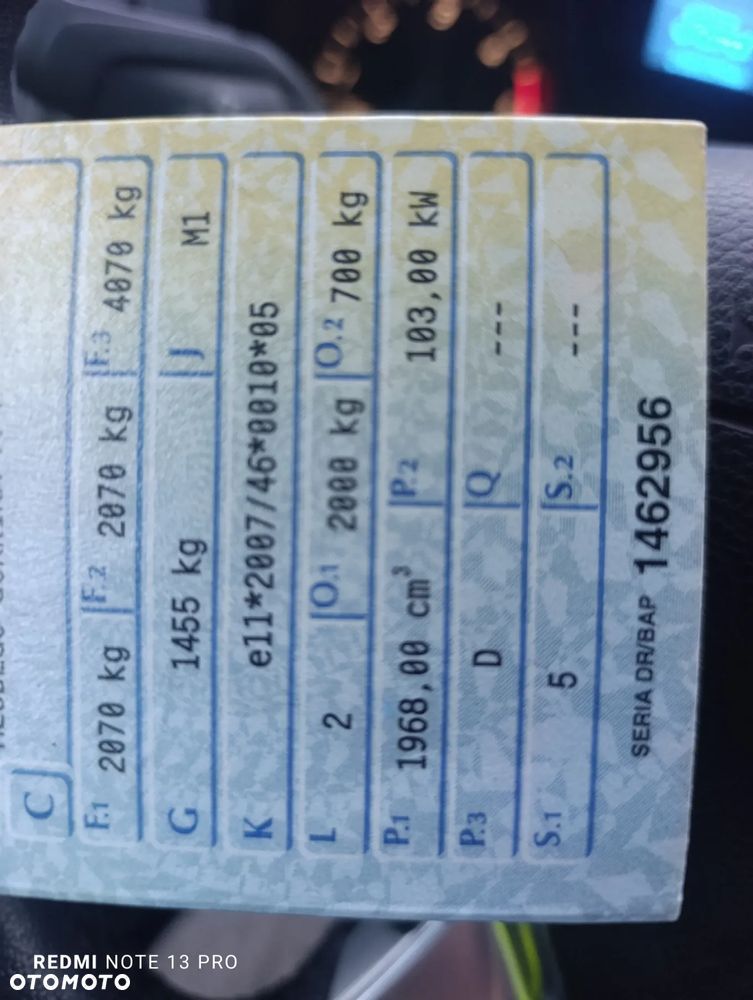 C
F.1 2070 kg F.2 2070 kg F.3 4070 kg
G 1455 kg J M1
K e11*2007/46*0010*05
L 2 O.1 2000 kg O.2 700 kg
P.1 1968,00 cm³ P.2 103,00 kW
P.3 D Q ---
S.1 5 S.2 ---
SERIA DR/BAP 1462956
REDMI NOTE 13 PRO
OTOMOTO